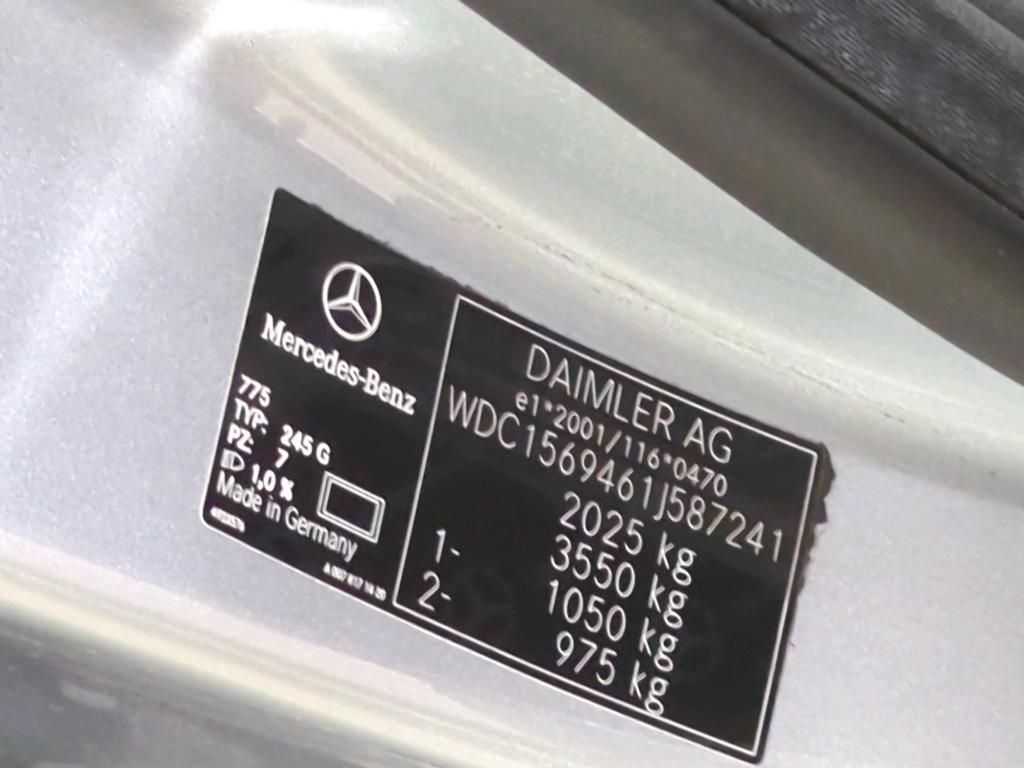 Mercedes-Benz
775
TYP: 245 G
PZ: 7
1,0 %
Made in Germany
DAIMLER AG
e1*2001/116*0470
WDC1569461J587241
2025 kg
3550 kg
1- 1050 kg
2- 975 kg